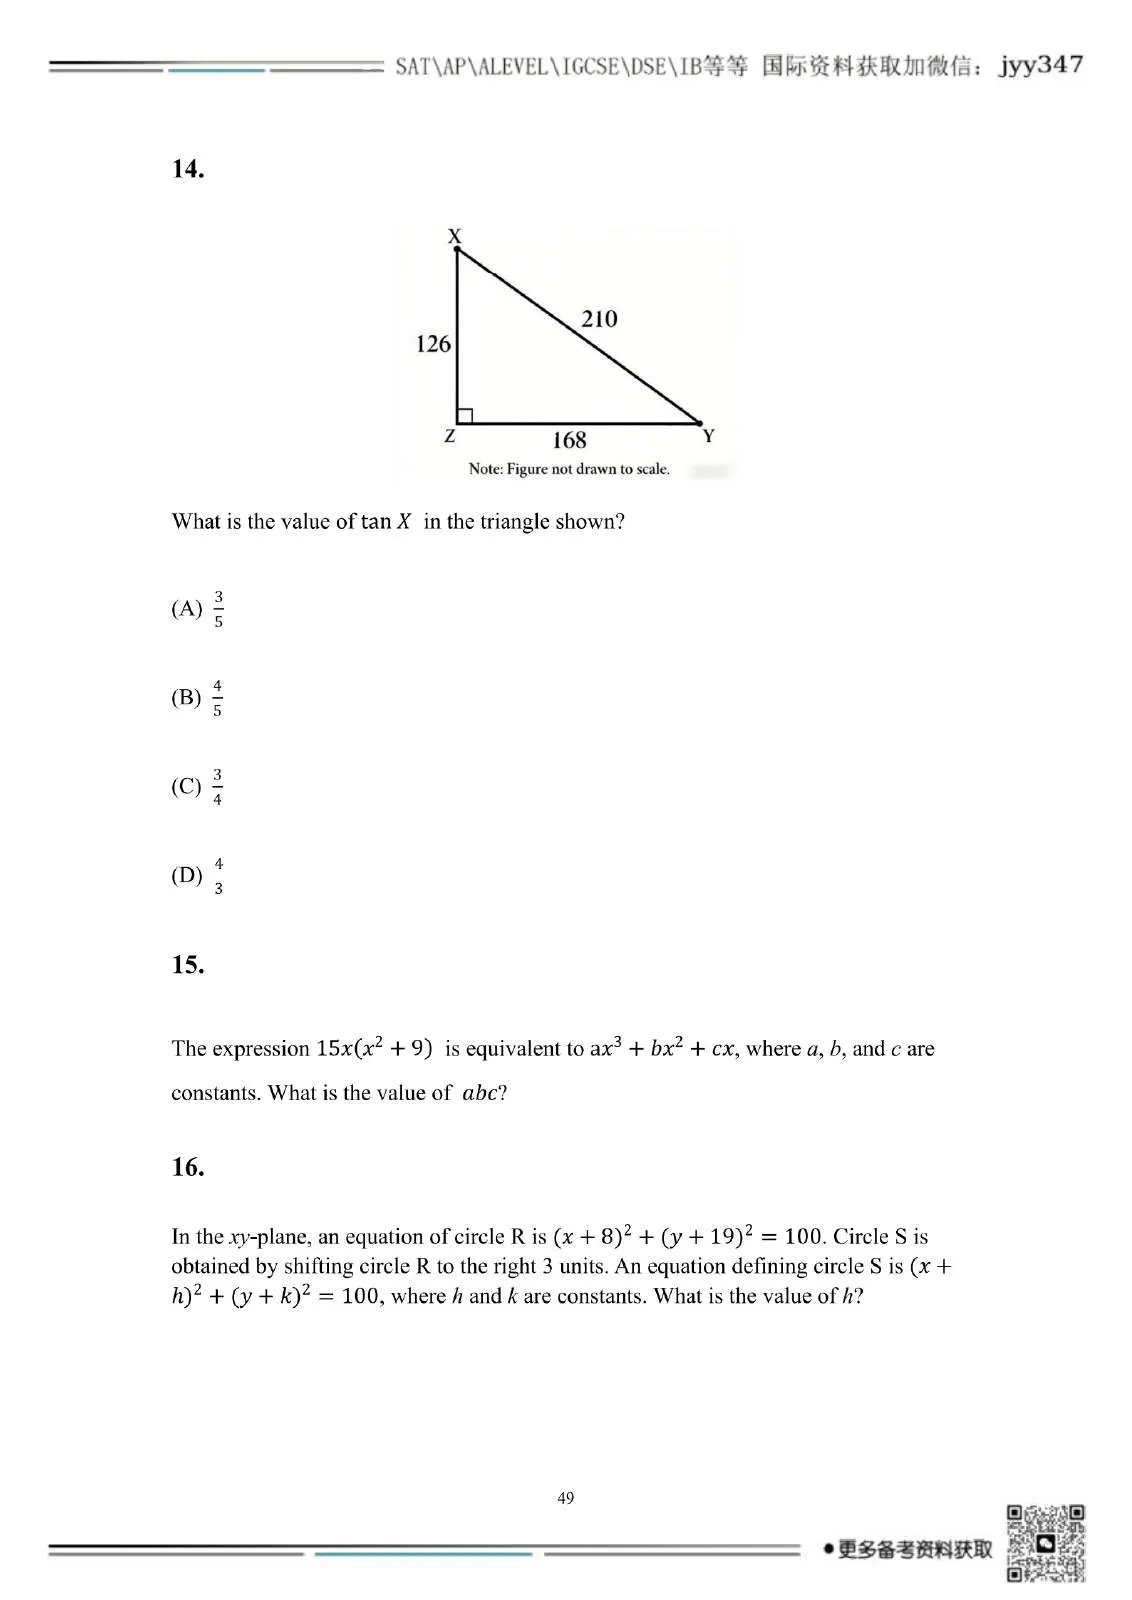 SAT\AP\ALEVEL\IGCSE\DSE\IB等等 国际资料获取加微信: jyy347
14.
X
210
126
Z
168
Y
Note: Figure not drawn to scale.
What is the value of tan X in the triangle shown?
(A) 3/5
(B) 4/5
(C) 3/4
(D) 4 3
15.
The expression 15x(x² + 9) is equivalent to ax³ + bx² + cx, where a, b, and c are
constants. What is the value of abc?
16.
In the xy-plane, an equation of circle R is (x + 8)² + (y + 19)² = 100. Circle S is
obtained by shifting circle R to the right 3 units. An equation defining circle S is (x +
h)² + (y + k)² = 100, where h and k are constants. What is the value of h?
49
●更多备考资料获取